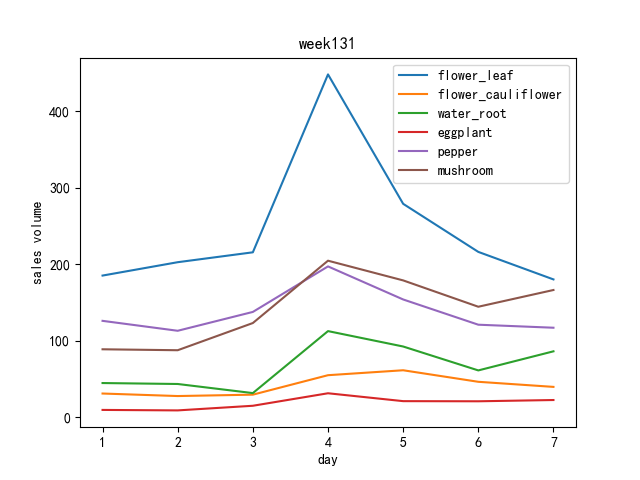 week131
flower_leaf
flower_cauliflower
water_root
eggplant
pepper
mushroom
sales volume
400
300
200
100
0
1 2 3 4 5 6 7
day